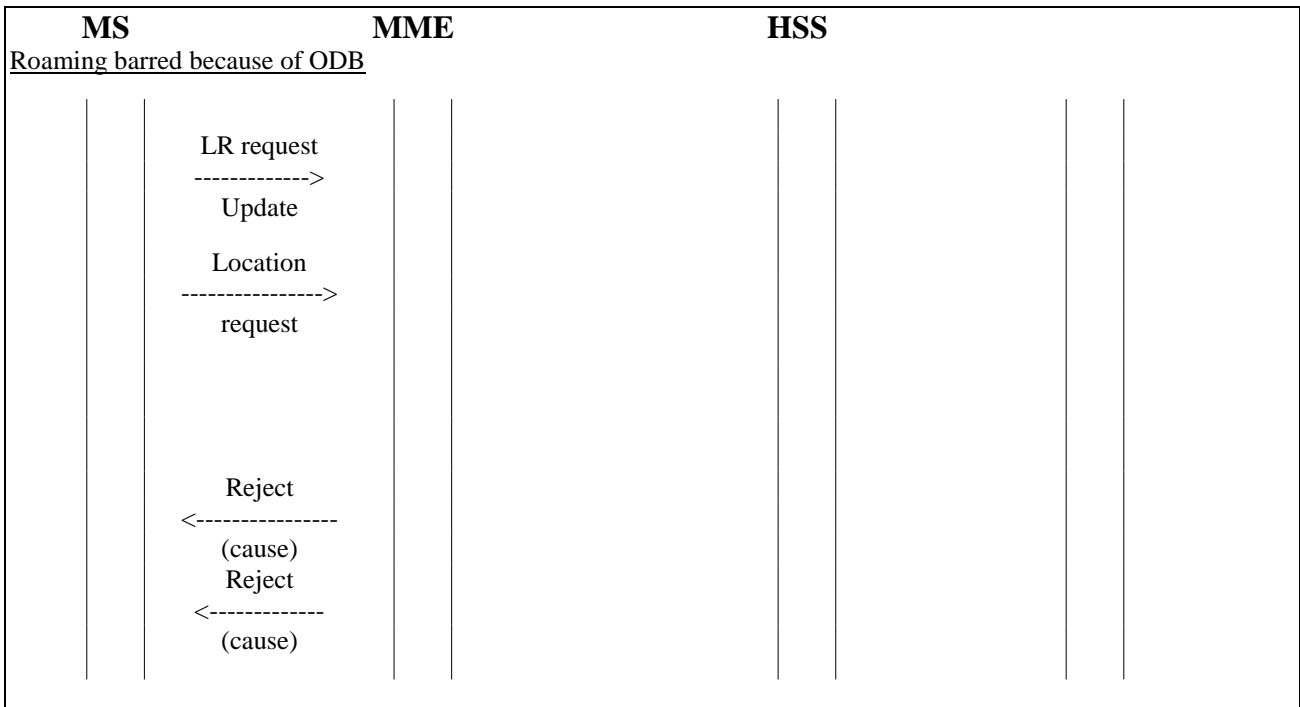 MS MME HSS
Roaming barred because of ODB
LR request
------------->
Update
Location
---------------->
request
Reject
<----------------
(cause)
Reject
<-------------
(cause)